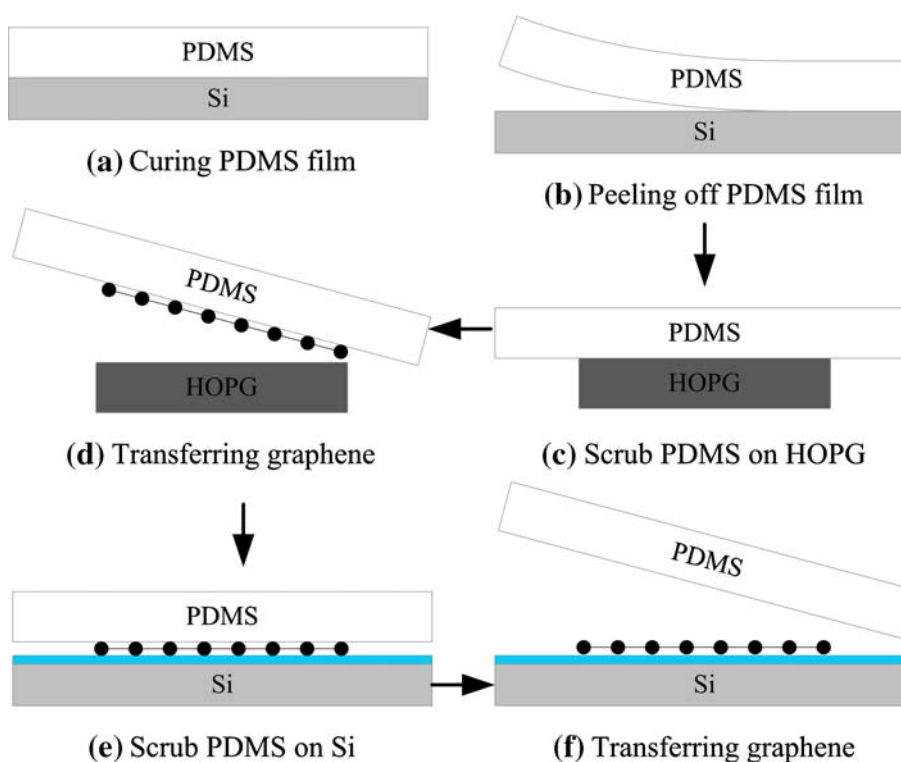 PDMS
Si
(a) Curing PDMS film
PDMS
Si
(b) Peeling off PDMS film
PDMS
HOPG
(c) Scrub PDMS on HOPG
PDMS
HOPG
(d) Transferring graphene
PDMS
Si
(e) Scrub PDMS on Si
PDMS
Si
(f) Transferring graphene